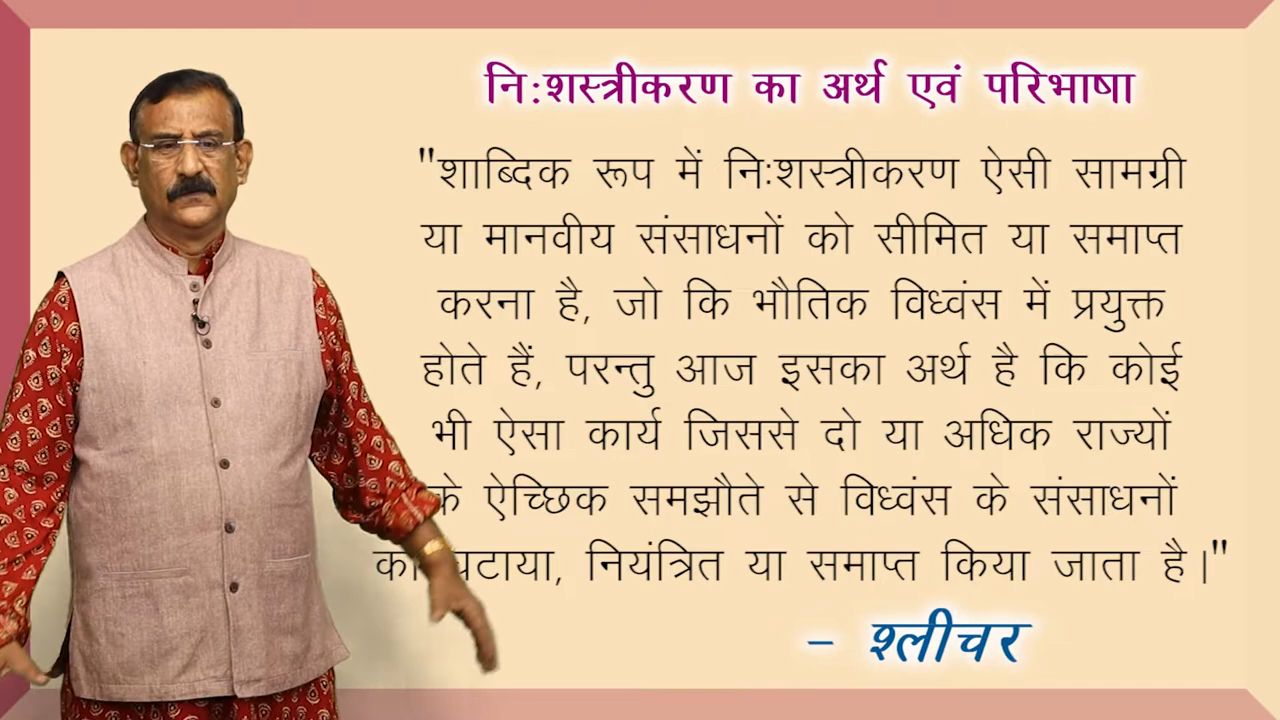 नि:शस्त्रीकरण का अर्थ एवं परिभाषा
"शाब्दिक रूप में निःशस्त्रीकरण ऐसी सामग्री
या मानवीय संसाधनों को सीमित या समाप्त
करना है, जो कि भौतिक विध्वंस में प्रयुक्त
होते हैं, परन्तु आज इसका अर्थ है कि कोई
भी ऐसा कार्य जिससे दो या अधिक राज्यों
के ऐच्छिक समझौते से विध्वंस के संसाधनों
नियंत्रित या समाप्त किया जाता है।"
– श्लीचर